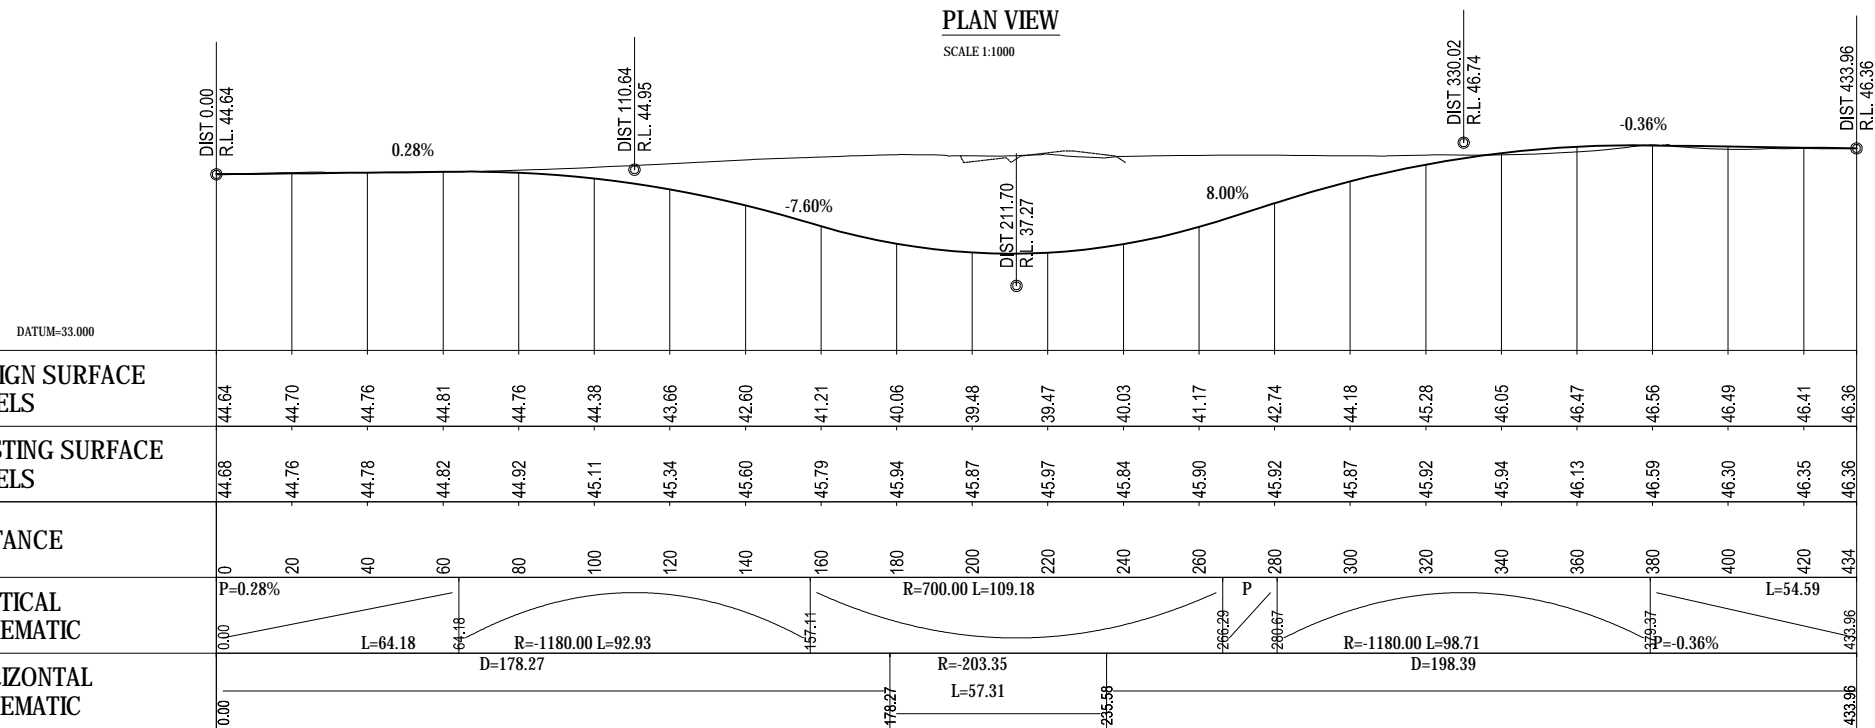 PLAN VIEW
SCALE 1:1000
DIST 0.00
R.L. 44.64
DIST 110.64
R.L. 44.95
DIST 211.70
R.L. 37.27
DIST 330.02
R.L. 46.74
DIST 433.96
R.L. 46.36
0.28%
-7.60%
8.00%
-0.36%
DATUM=33.000
IGN SURFACE
ELS
44.64 44.70 44.76 44.81 44.76 44.38 43.66 42.60 41.21 40.06 39.48 39.47 40.03 41.17 42.74 44.18 45.28 46.05 46.47 46.56 46.49 46.41 46.36
STING SURFACE
ELS
44.68 44.76 44.78 44.82 44.92 45.11 45.34 45.60 45.79 45.94 45.87 45.97 45.84 45.90 45.92 45.87 45.92 45.94 46.13 46.59 46.30 46.35 46.36
TANCE
0 20 40 60 80 100 120 140 160 180 200 220 240 260 280 300 320 340 360 380 400 420 434
TICAL
EMATIC
P=0.28% R=700.00 L=109.18 P L=54.59
0.00 64.18 157.11 266.29 280.67 379.37 433.96
L=64.18 R=-1180.00 L=92.93 R=-1180.00 L=98.71 P=-0.36%
IZONTAL
EMATIC
D=178.27 R=-203.35 D=198.39
L=57.31
0.00 178.27 235.58 433.96